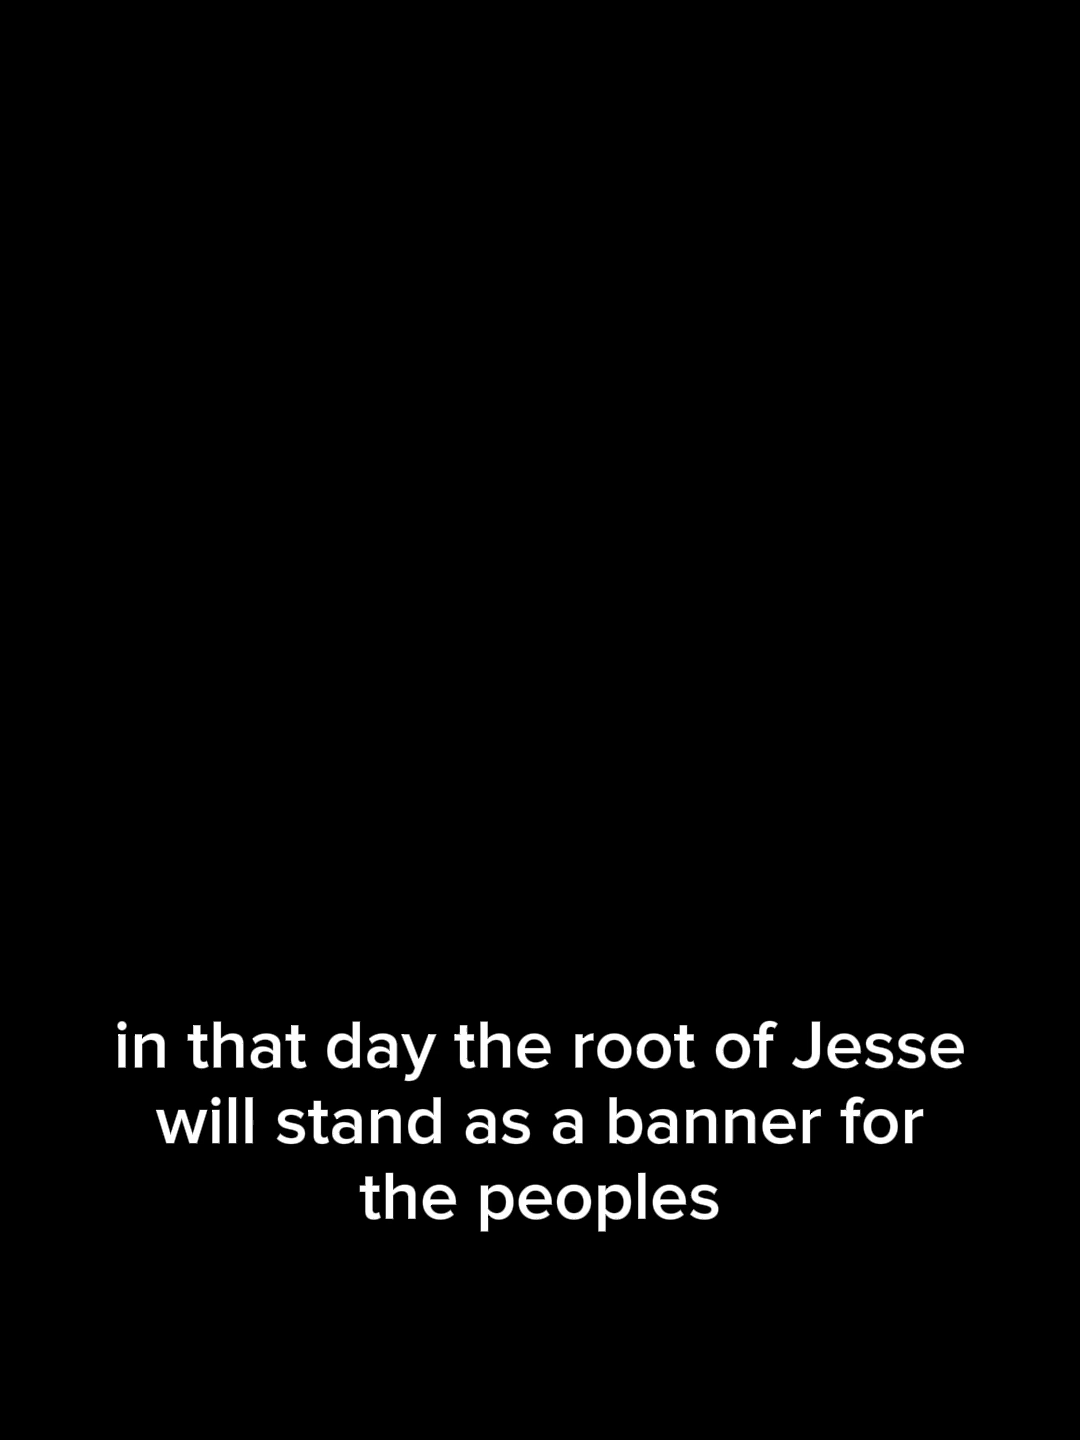 in that day the root of Jesse
will stand as a banner for
the peoples